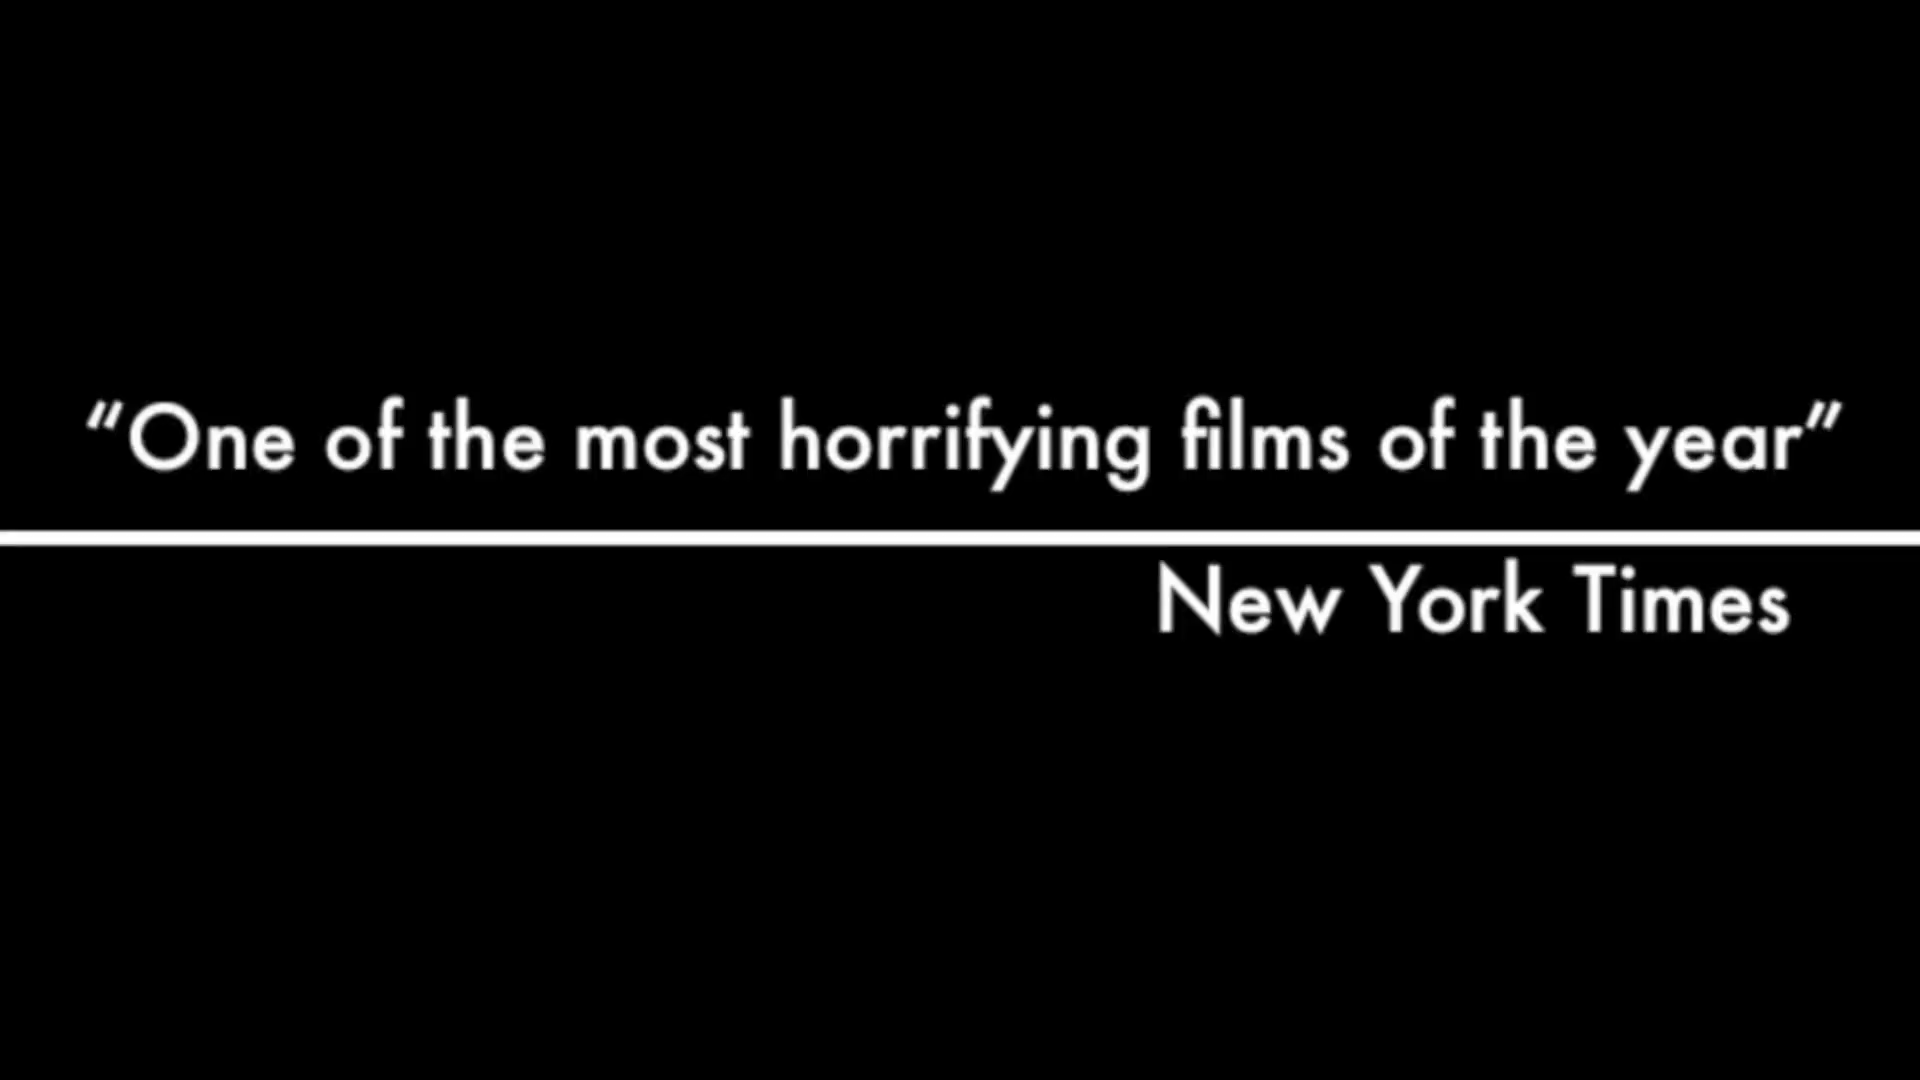 “One of the most horrifying films of the year”
New York Times